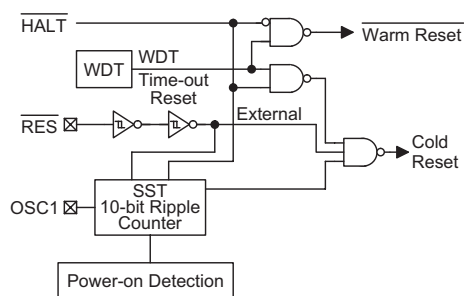 HALT
Warm Reset
WDT
WDT
Time-out
Reset
RES
External
Cold
Reset
SST
10-bit Ripple
Counter
OSC1
Power-on Detection